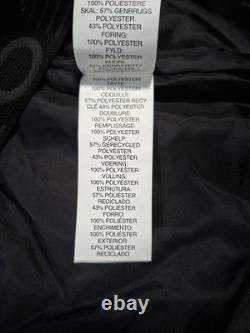 100% POLIESTERE
SKAL: 57% GENBRUGS
POLYESTER
43% POLYESTER
FORING:
100% POLYESTER
FYLD:
100% POLYESTER
100% POLYESTER
COQUILLE:
57% POLYESTER RECY
CLÉ 43% POLYESTER
DOUBLURE:
100% POLYESTER
REMPLISSAGE:
100% POLYESTER
SCHELP:
57% GERECYCLED
POLYESTER
43% POLYESTER
VOERING:
100% POLYESTER
VULLING:
100% POLYESTER
ESTRUTURA:
57% POLIÉSTER
RECICLADO
43% POLIÉSTER
FORRO:
100% POLIÉSTER
ENCHIMENTO:
100% POLIÉSTER
EXTERIOR:
57% POLIÉSTER
RECICLADO